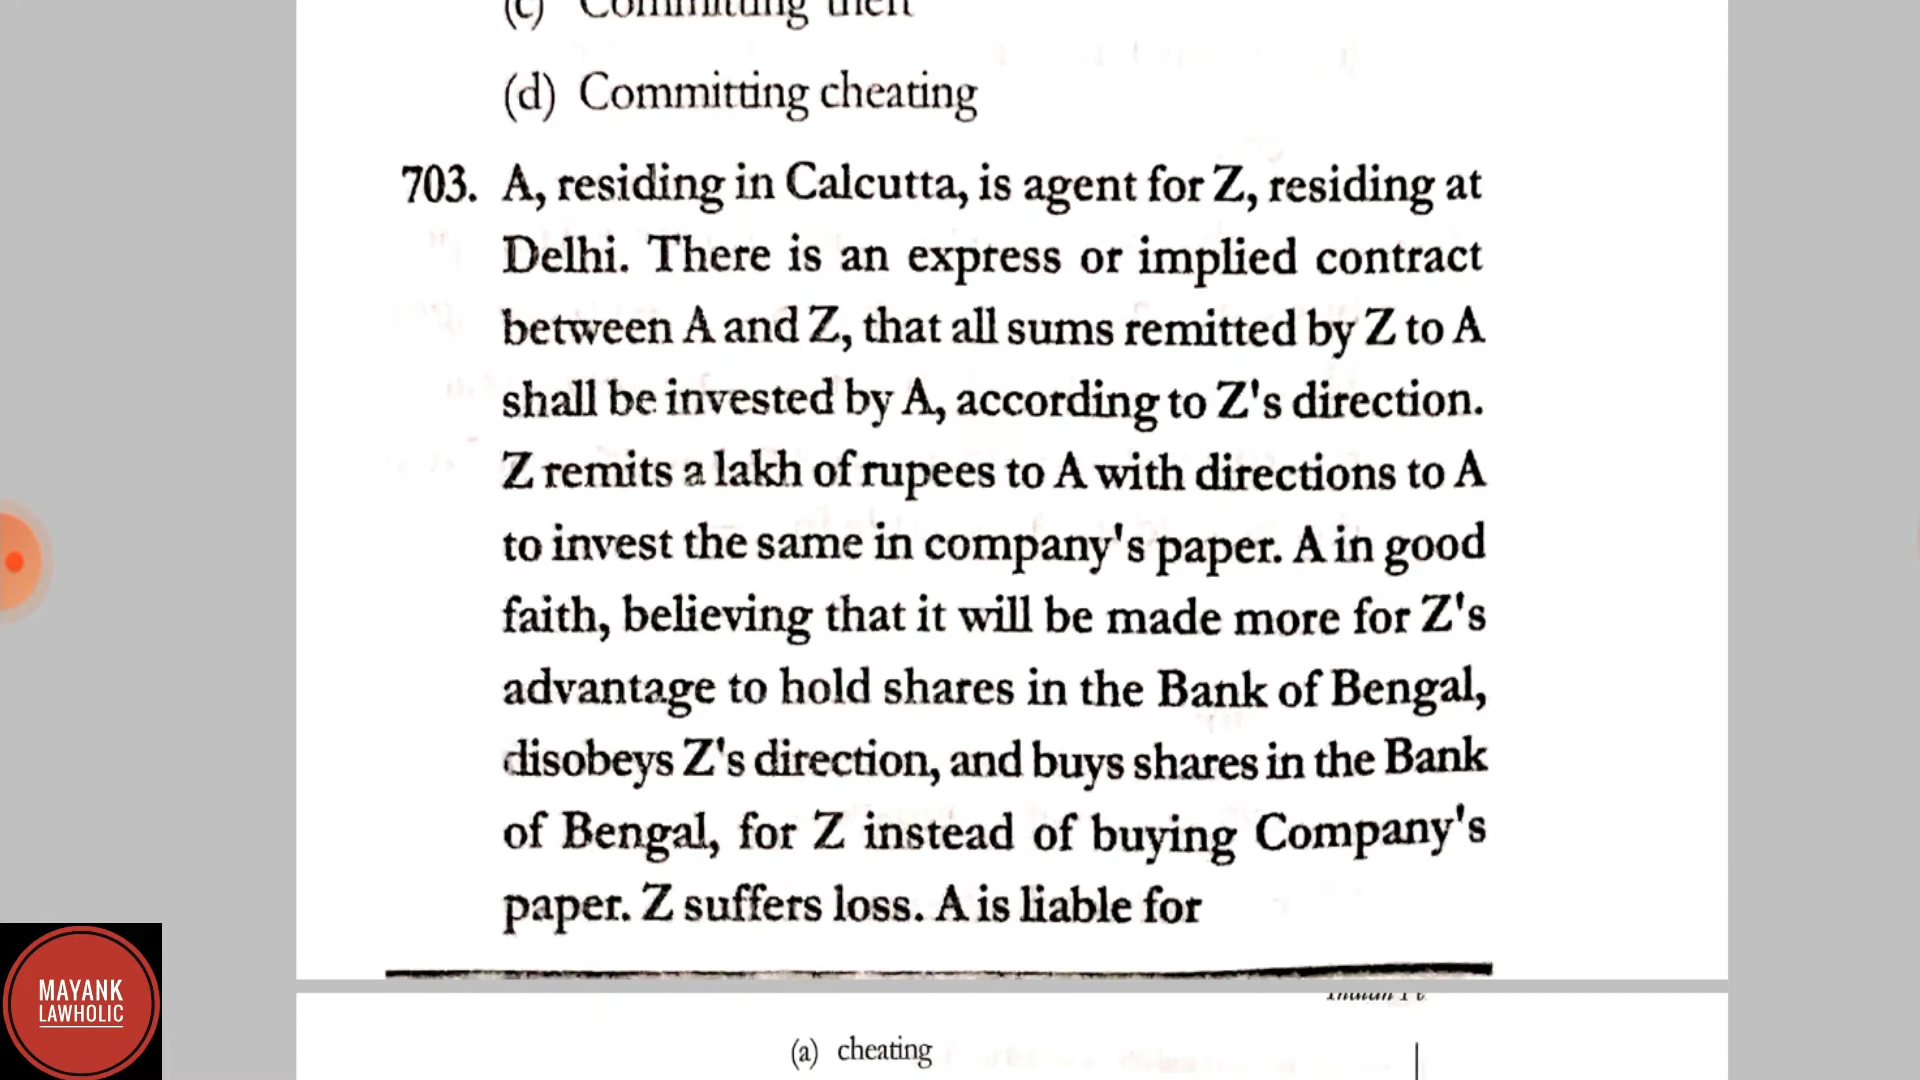 (c) Committing theft
(d) Committing cheating
703. A, residing in Calcutta, is agent for Z, residing at
Delhi. There is an express or implied contract
between A and Z, that all sums remitted by Z to A
shall be invested by A, according to Z's direction.
Z remits a lakh of rupees to A with directions to A
to invest the same in company's paper. A in good
faith, believing that it will be made more for Z's
advantage to hold shares in the Bank of Bengal,
disobeys Z's direction, and buys shares in the Bank
of Bengal, for Z instead of buying Company's
paper. Z suffers loss. A is liable for
MAYANK
LAWHOLIC
(a) cheating